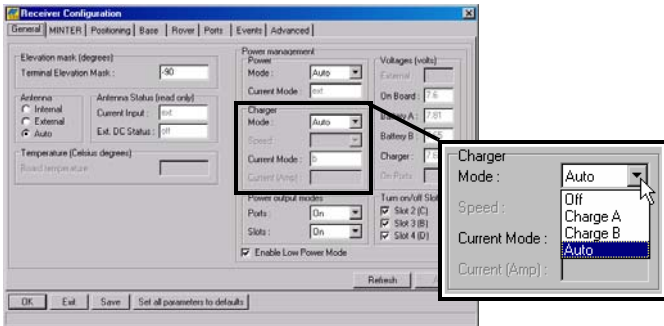 Receiver Configuration
General MINTER Positioning Base Rover Ports Events Advanced
Elevation mask (degrees)
Terminal Elevation Mask : -90
Antenna
Internal
External
Auto
Antenna Status (read only)
Current Input : ext
Ext. DC Status : off
Temperature (Celsius degrees)
Board temperature
Power management
Power
Mode : Auto
Current Mode : ext
Charger
Mode : Auto
Speed :
Current Mode : b
Current (Amp) :
Power output modes
Ports : On
Slots : On
Enable Low Power Mode
Voltages (volts)
External
On Board : 7.6
Battery A : 7.81
Battery B :
Charger :
On Ports
Turn on/off Slot
Slot 2 (C)
Slot 3 (B)
Slot 4 (D)
Refresh
OK Exit Save Set all parameters to defaults
Charger
Mode : Auto
Off
Charge A
Charge B
Auto
Speed :
Current Mode :
Current (Amp) :